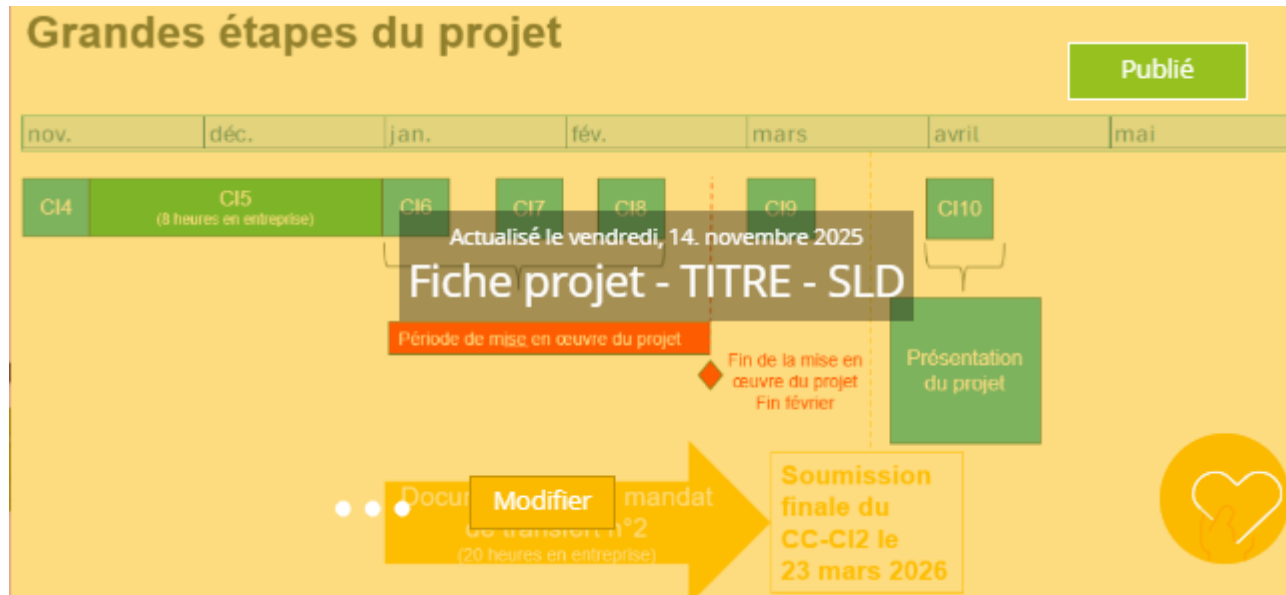 Grandes étapes du projet
Publié
nov. déc. jan. fév. mars avril mai
CI4
CI5
(8 heures en entreprise)
CI6
CI7
CI8
CI9
CI10
Actualisé le vendredi, 14. novembre 2025
Fiche projet - TITRE - SLD
Période de mise en œuvre du projet
Fin de la mise en
œuvre du projet
Fin février
Présentation
du projet
Modifier
mandat
de transfert n°2
(20 heures en entreprise)
Soumission
finale du
CC-CI2 le
23 mars 2026